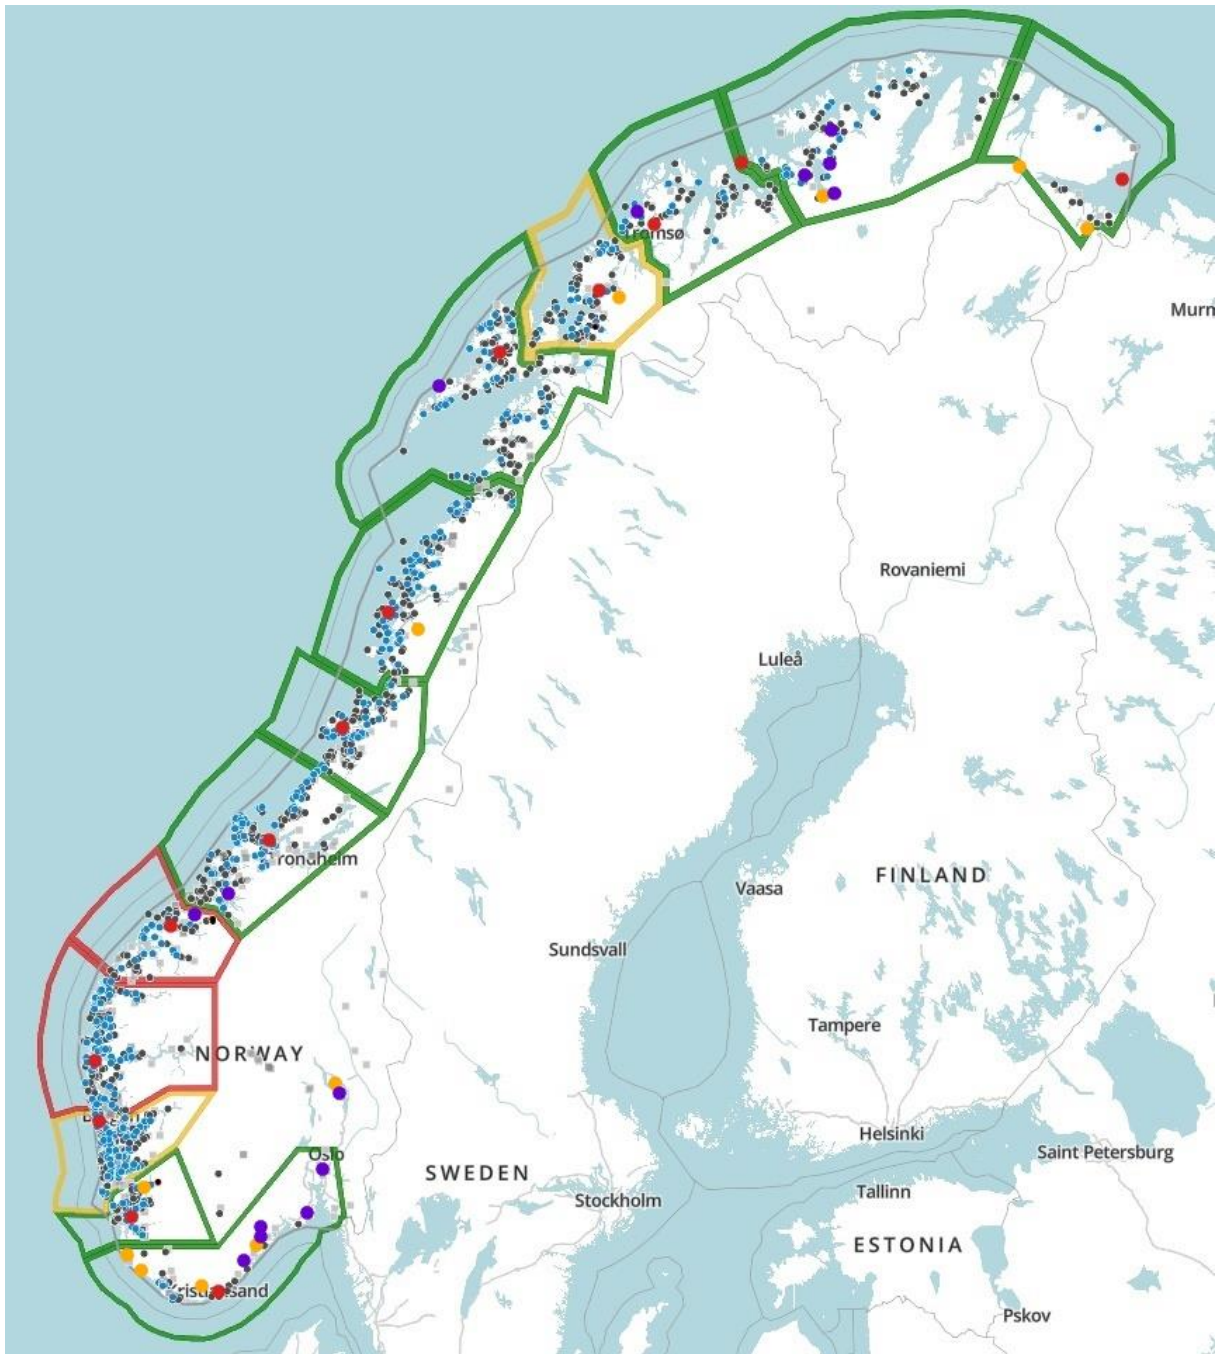 Tromsø
Murn
Rovaniemi
Luleå
Trondheim
Vaasa
FINLAND
Sundsvall
Tampere
NORWAY
Helsinki
Saint Petersburg
Oslo
SWEDEN
Tallinn
Stockholm
ESTONIA
Kristiansand
Pskov